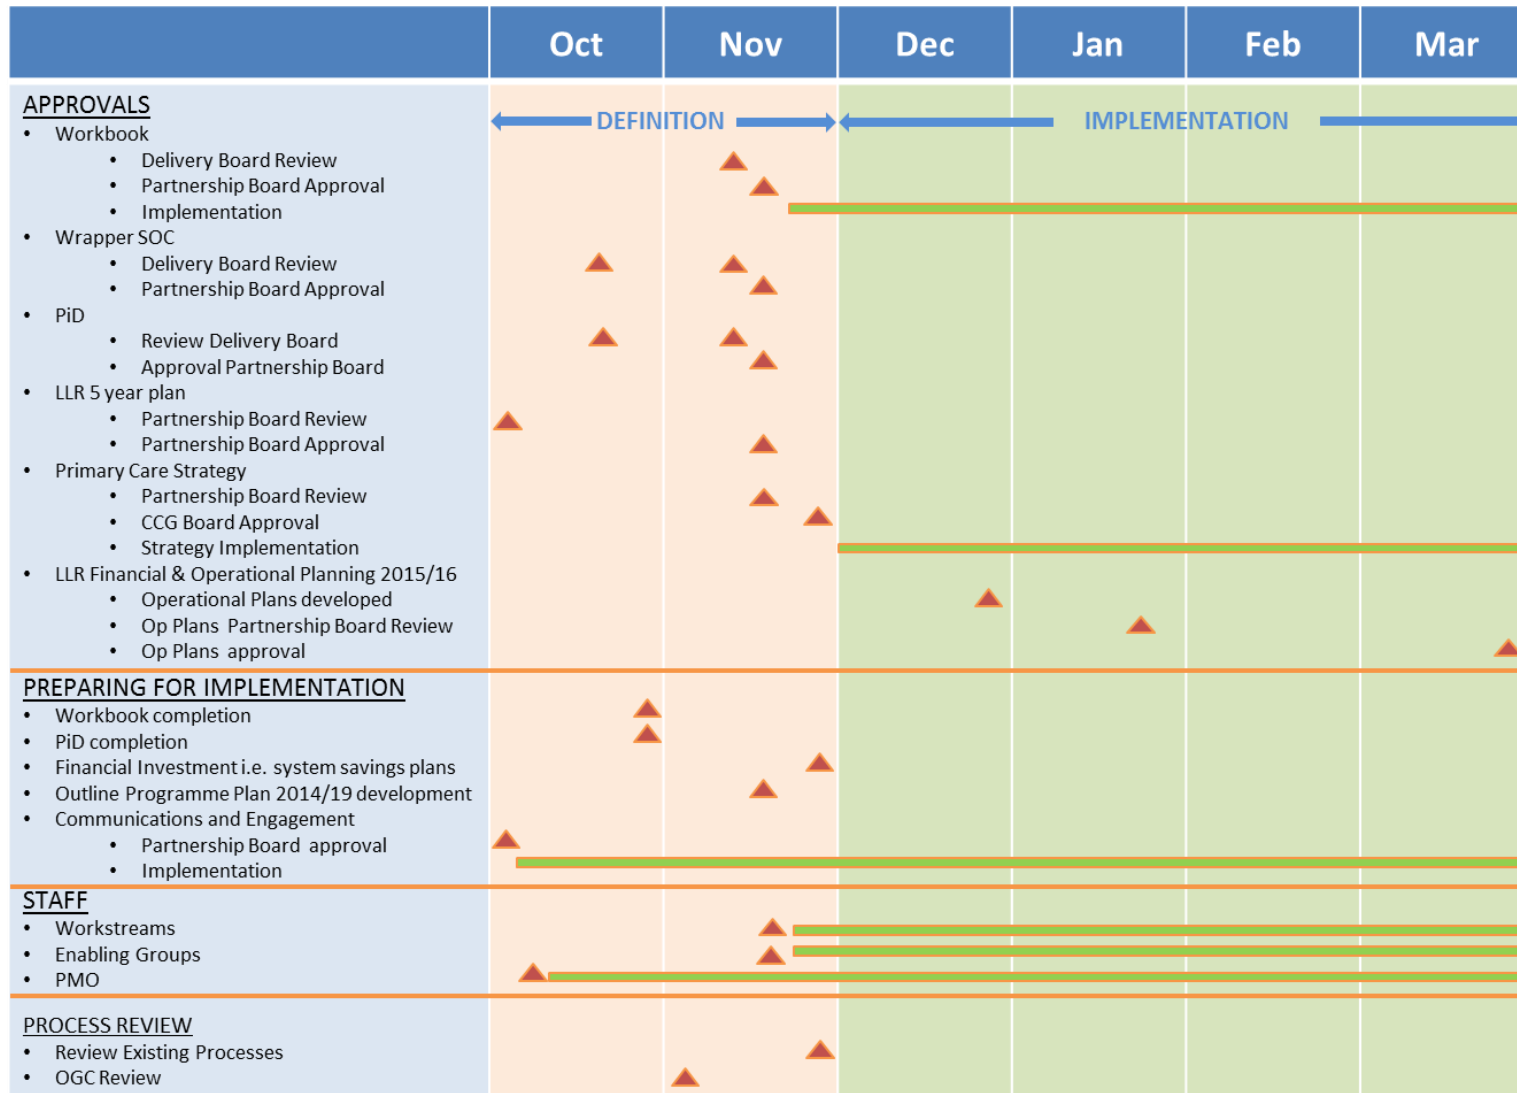 Oct Nov Dec Jan Feb Mar
APPROVALS
DEFINITION IMPLEMENTATION
• Workbook
• Delivery Board Review
• Partnership Board Approval
• Implementation
• Wrapper SOC
• Delivery Board Review
• Partnership Board Approval
• PiD
• Review Delivery Board
• Approval Partnership Board
• LLR 5 year plan
• Partnership Board Review
• Partnership Board Approval
• Primary Care Strategy
• Partnership Board Review
• CCG Board Approval
• Strategy Implementation
• LLR Financial & Operational Planning 2015/16
• Operational Plans developed
• Op Plans Partnership Board Review
• Op Plans approval
PREPARING FOR IMPLEMENTATION
• Workbook completion
• PiD completion
• Financial Investment i.e. system savings plans
• Outline Programme Plan 2014/19 development
• Communications and Engagement
• Partnership Board approval
• Implementation
STAFF
• Workstreams
• Enabling Groups
• PMO
PROCESS REVIEW
• Review Existing Processes
• OGC Review